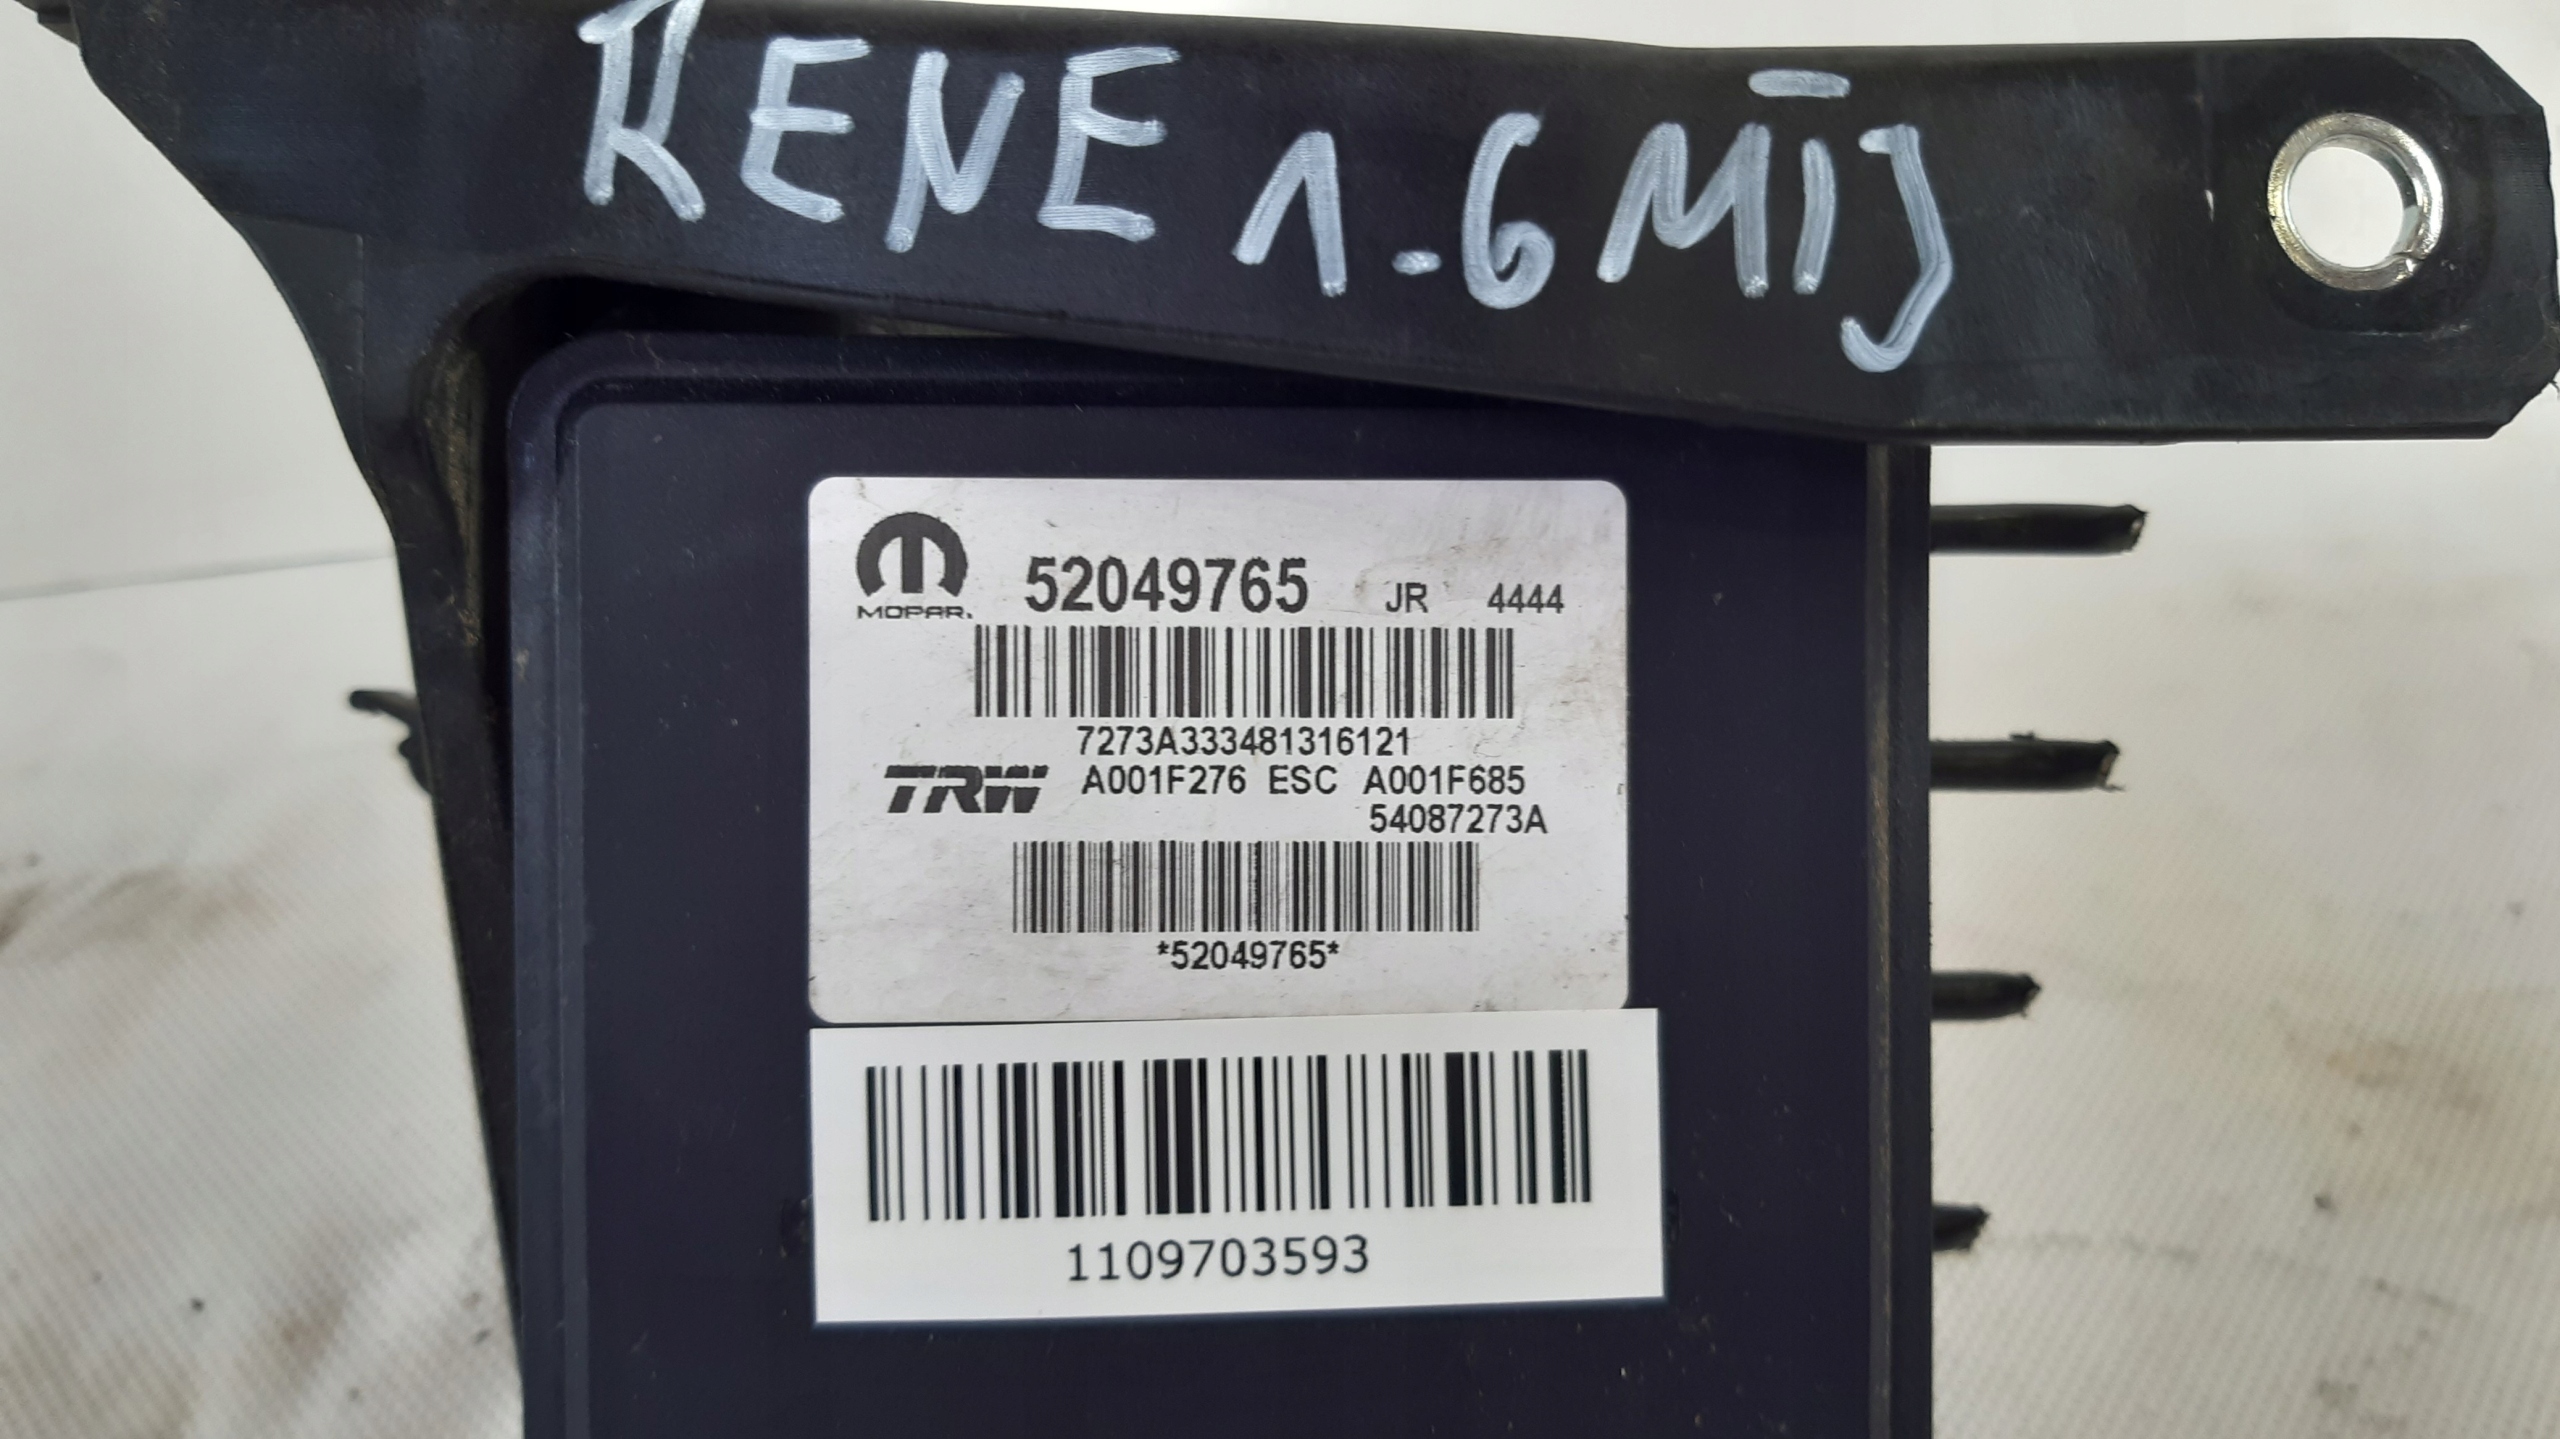 RENE 1.6 MIJ
MOPAR. 52049765 JR 4444
7273A333481316121
TRW A001F276 ESC A001F685
54087273A
*52049765*
1109703593